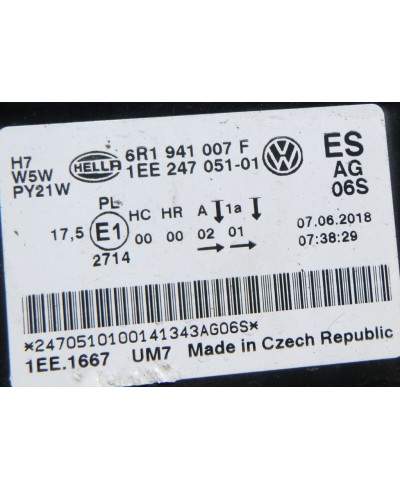 H7
W5W
PY21W
HELLA
6R1 941 007 F
1EE 247 051-01
VW
ES
AG
06S
PL
17,5 E1 HC HR A 1a
00 00 02 01
2714
07.06.2018
07:38:29
*2470510100141343AG06S*
1EE.1667 UM7 Made in Czech Republic